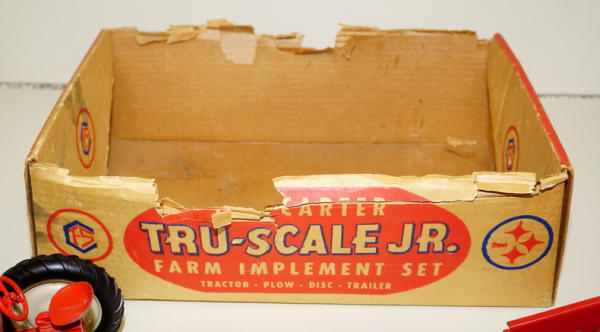 CARTER
TRU-SCALE JR.
FARM IMPLEMENT SET
TRACTOR - PLOW - DISC - TRAILER